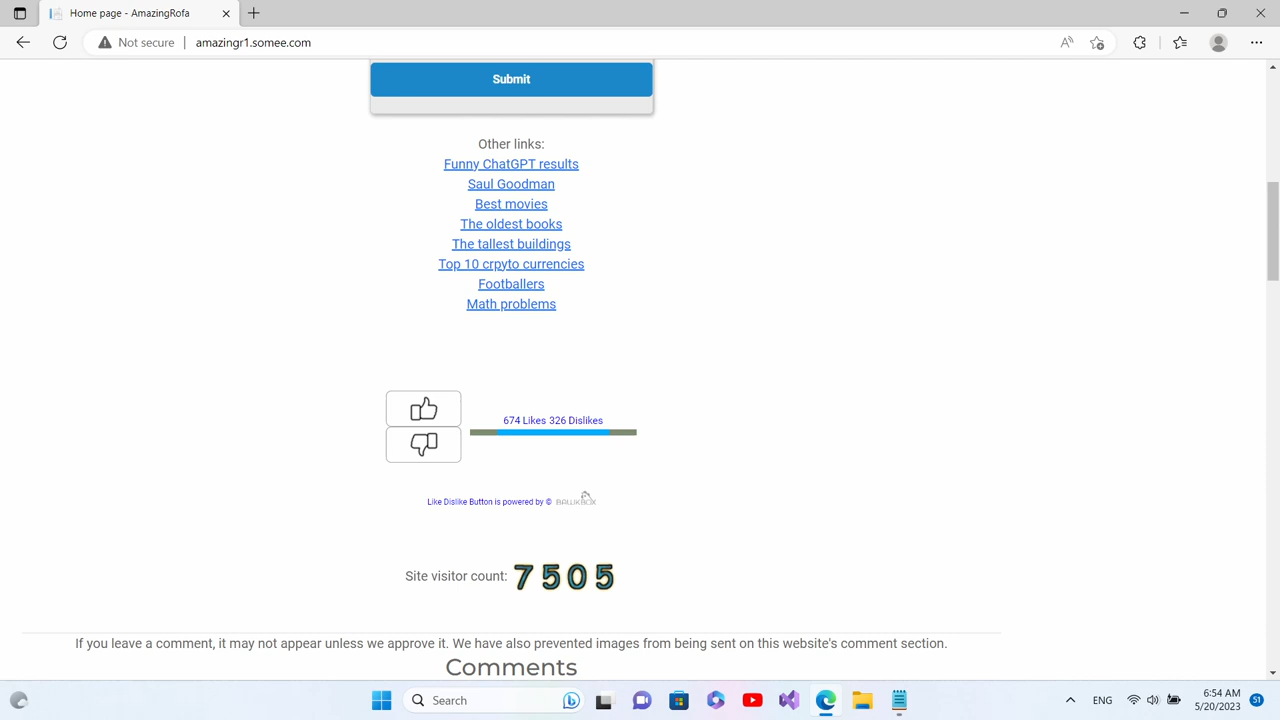 Home page - AmazingRofa
Not secure
amazingr1.somee.com
Submit
Other links:
Funny ChatGPT results
Saul Goodman
Best movies
The oldest books
The tallest buildings
Top 10 crpyto currencies
Footballers
Math problems
674 Likes 326 Dislikes
Like Dislike Button is powered by © BAWKBOX
Site visitor count: 7505
If you leave a comment, it may not appear unless we approve it. We have also prevented images from being sent on this website's comment section.
Comments
Search
ENG
6:54 AM
5/20/2023
51